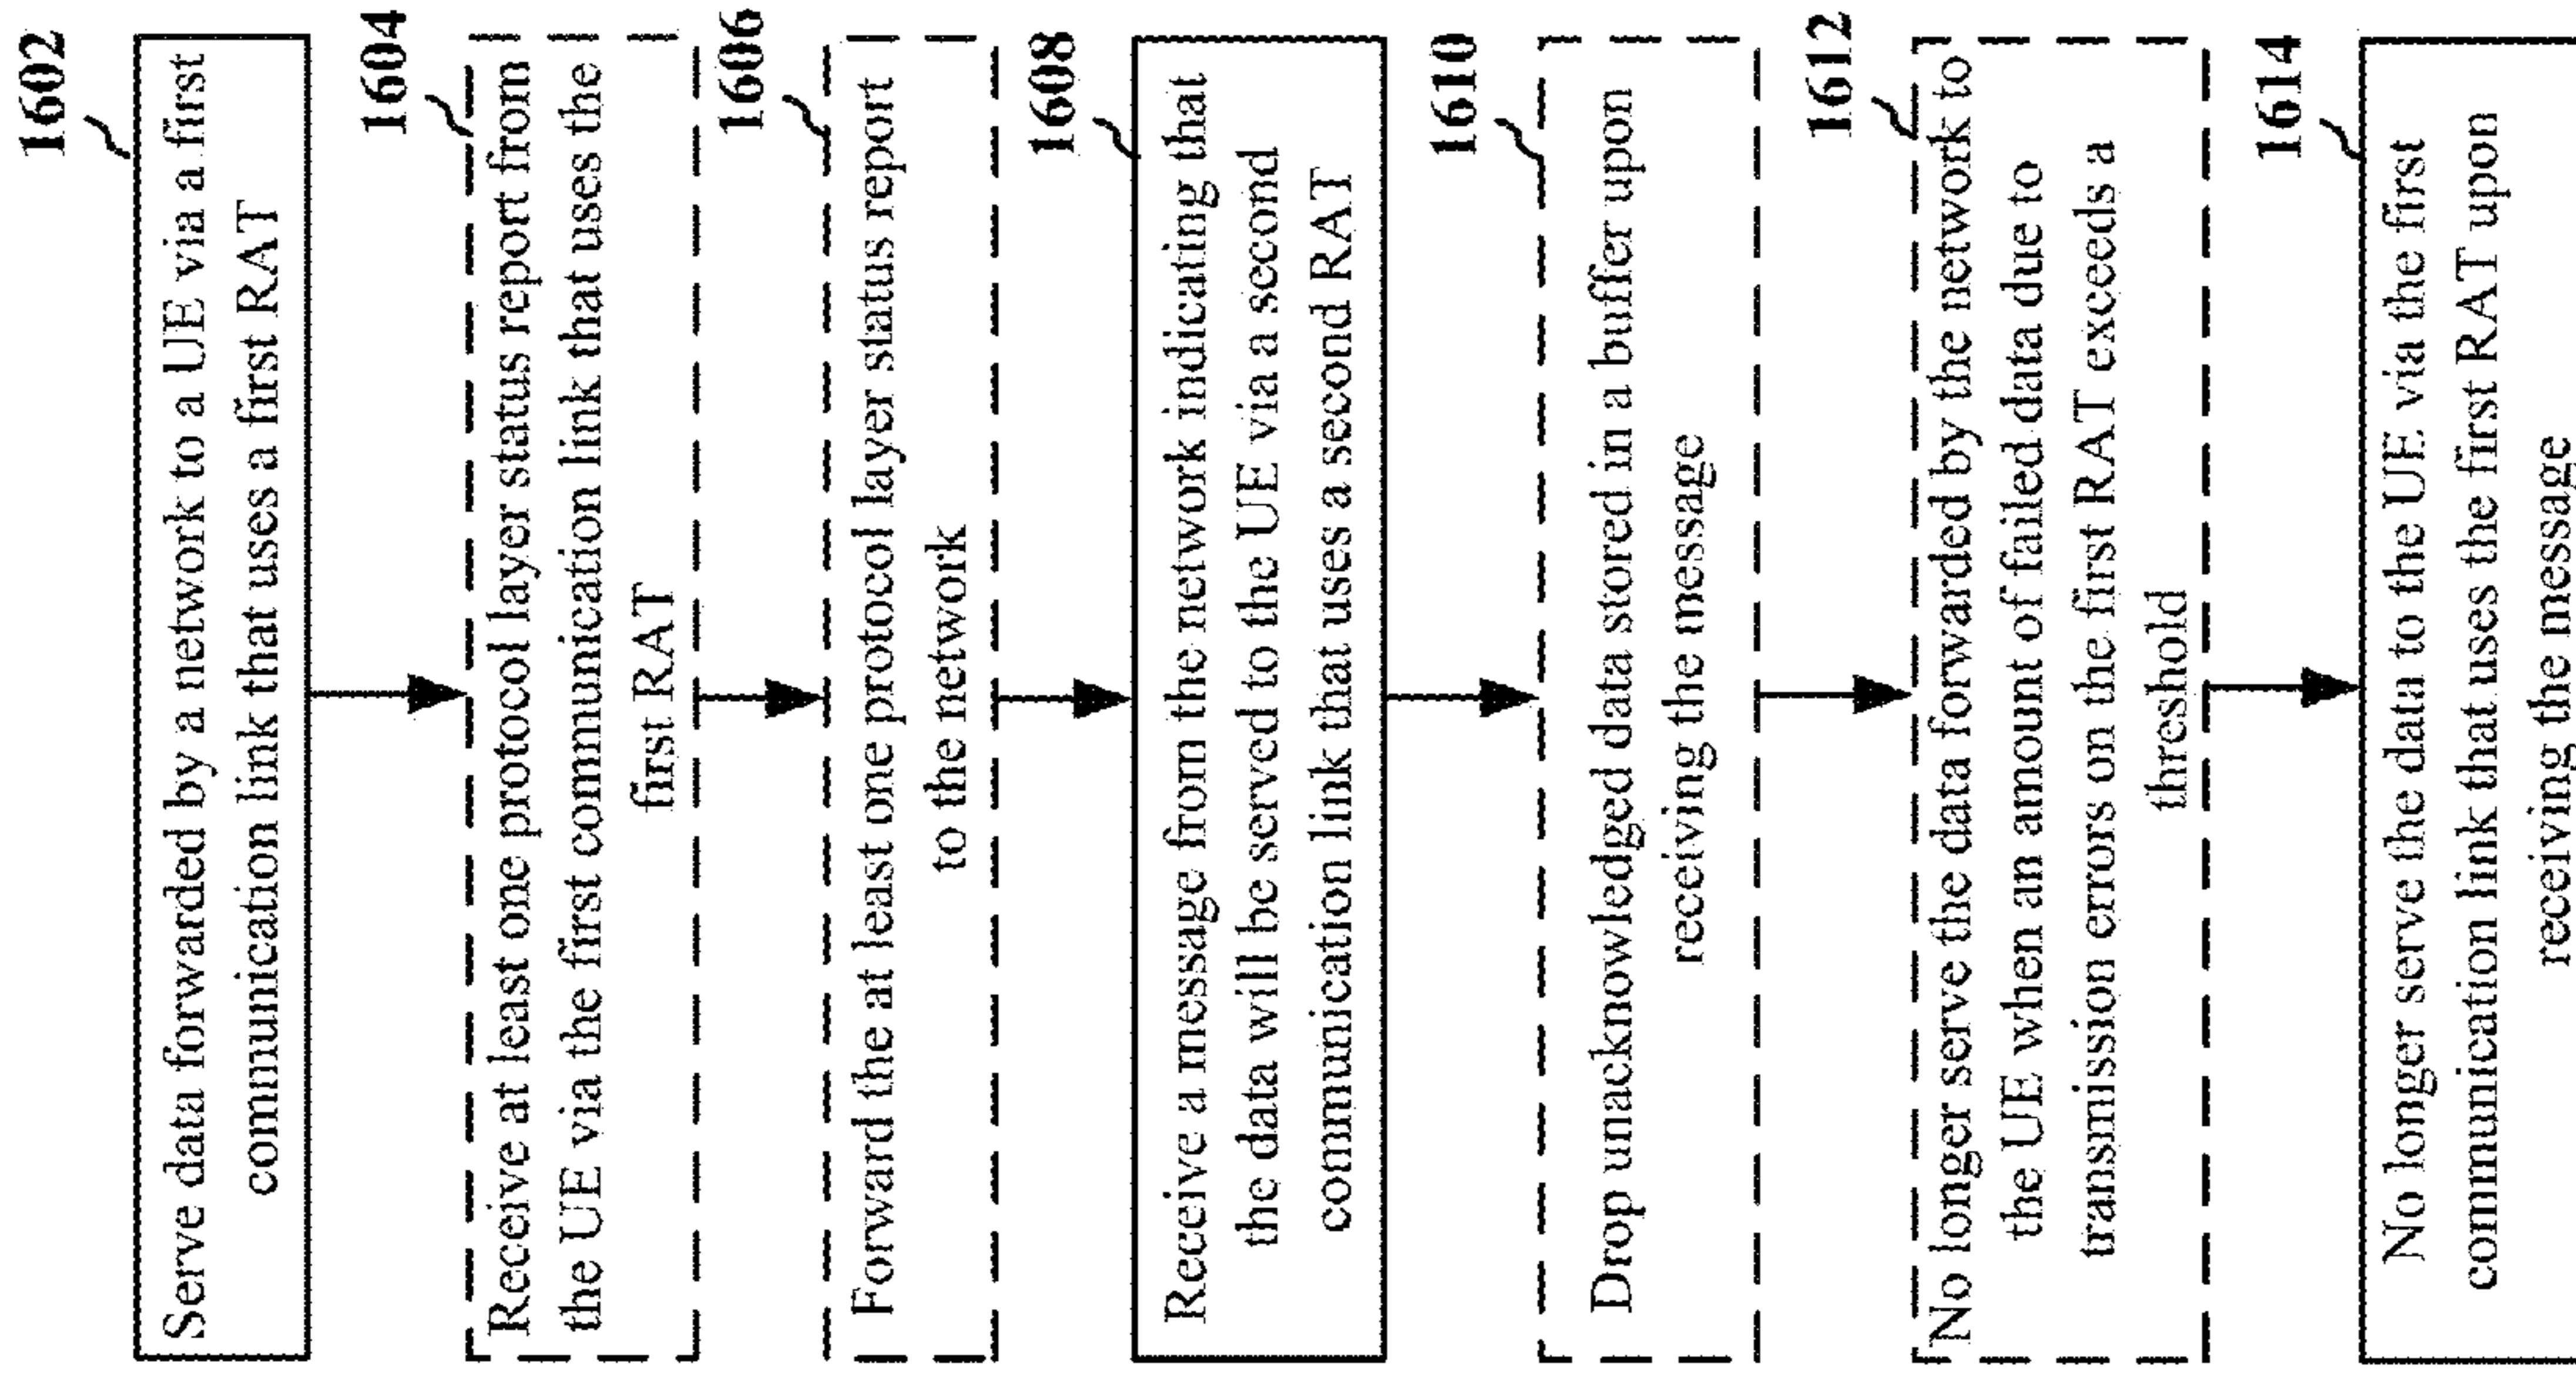 1602
Serve data forwarded by a network to a UE via a first
communication link that uses a first RAT
1604
Receive at least one protocol layer status report from
the UE via the first communication link that uses the
first RAT
1606
Forward the at least one protocol layer status report
to the network
1608
Receive a message from the network indicating that
the data will be served to the UE via a second
communication link that uses a second RAT
1610
Drop unacknowledged data stored in a buffer upon
receiving the message
1612
No longer serve the data forwarded by the network to
the UE when an amount of failed data due to
transmission errors on the first RAT exceeds a
threshold
1614
No longer serve the data to the UE via the first
communication link that uses the first RAT upon
receiving the message